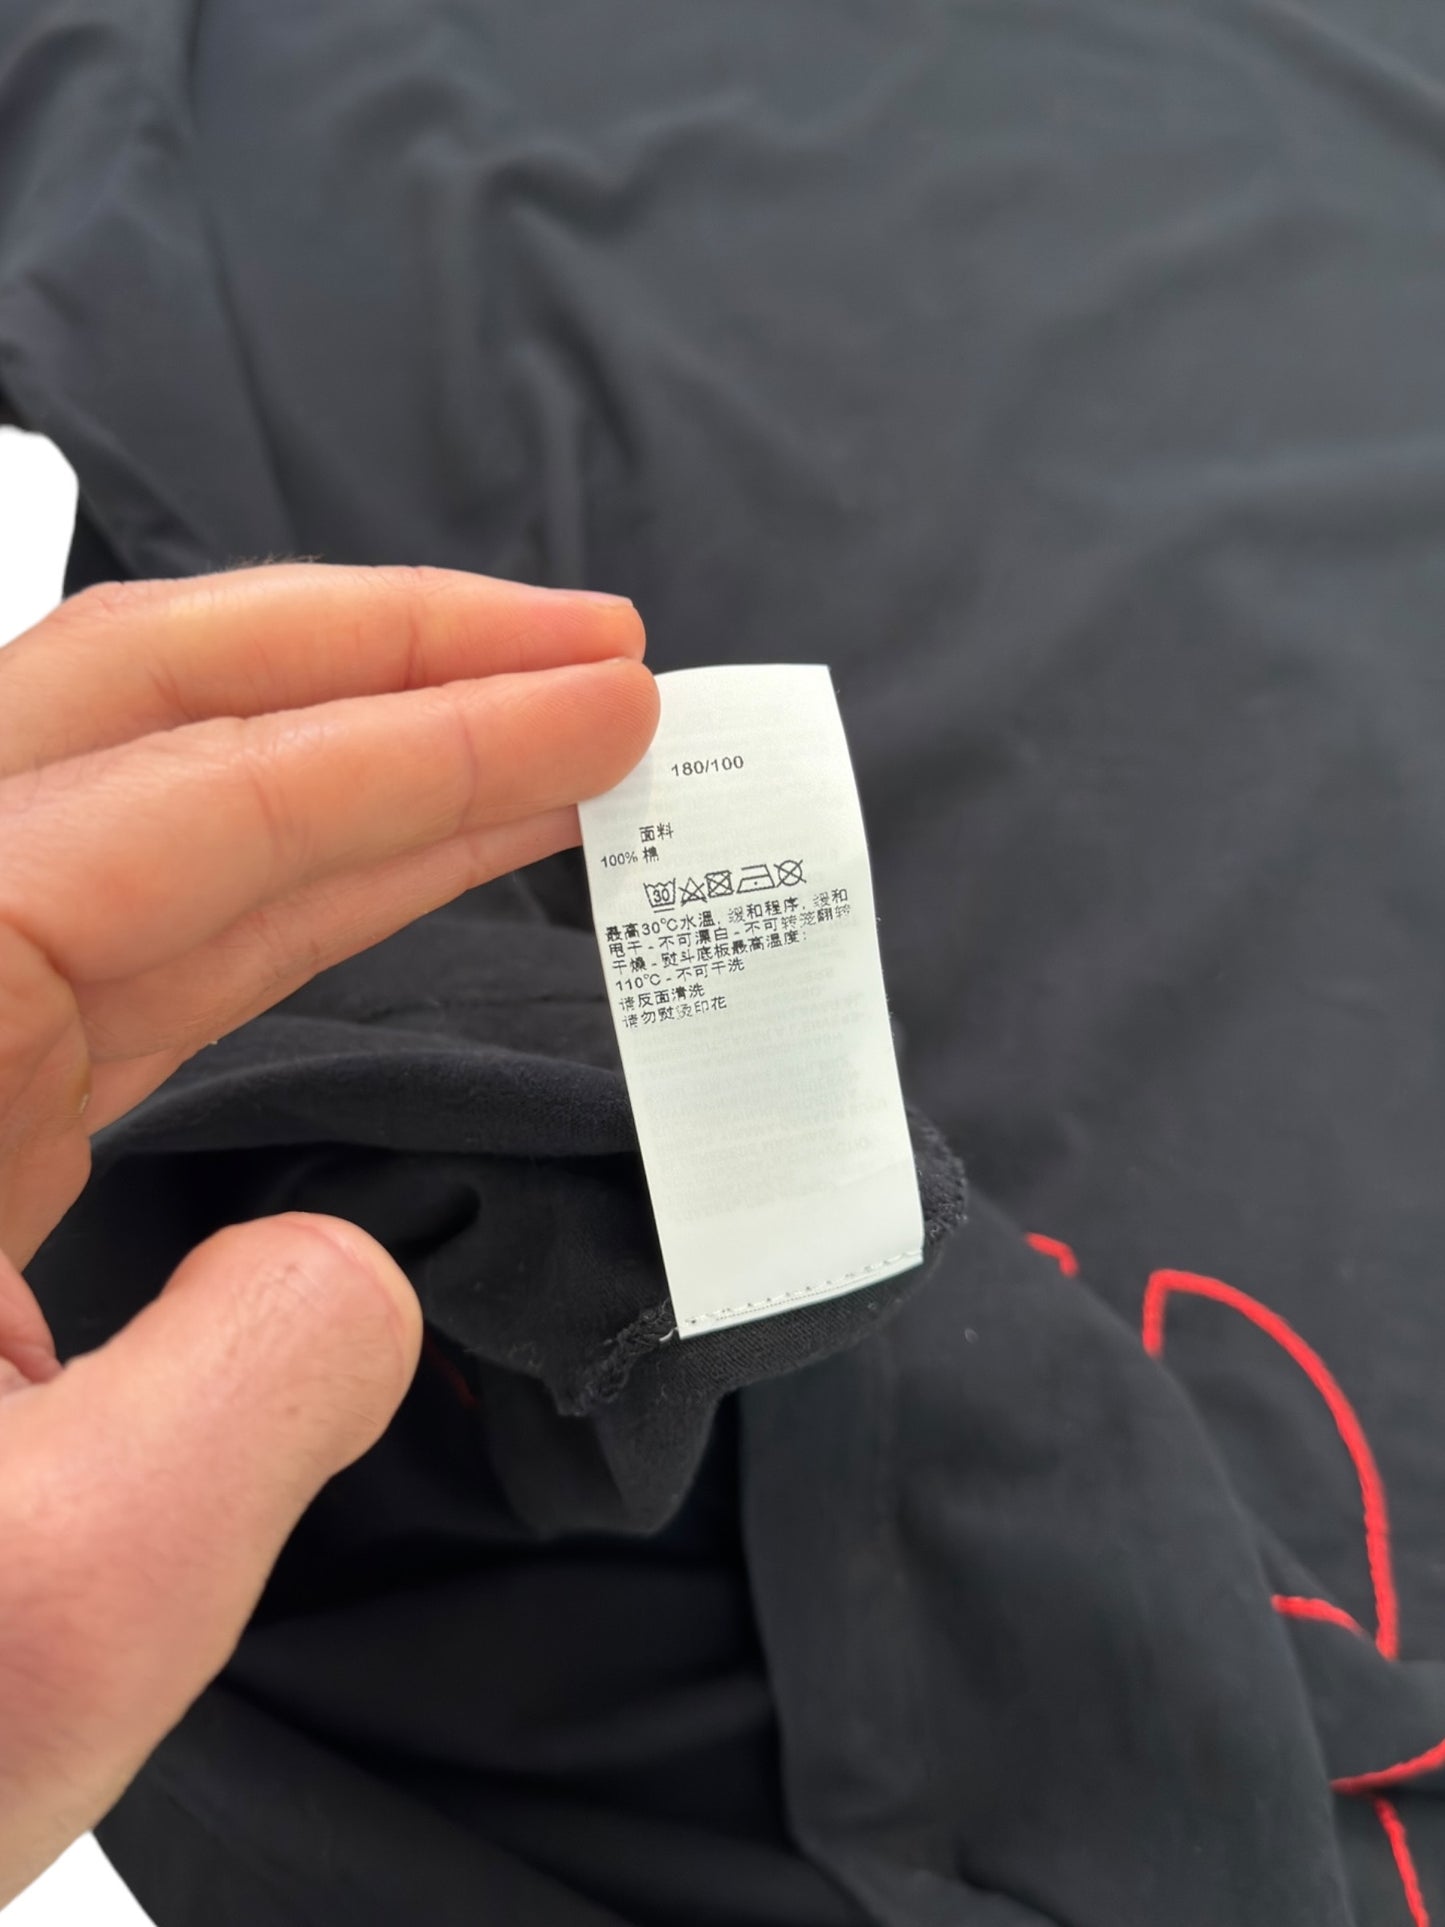 180/100
面料
100% 棉
30
最高30°C水温, 缓和程序, 缓和
甩干 - 不可漂白 - 不可转笼翻转
干燥 - 熨斗底板最高温度:
110°C - 不可干洗
请反面清洗
请勿熨烫印花